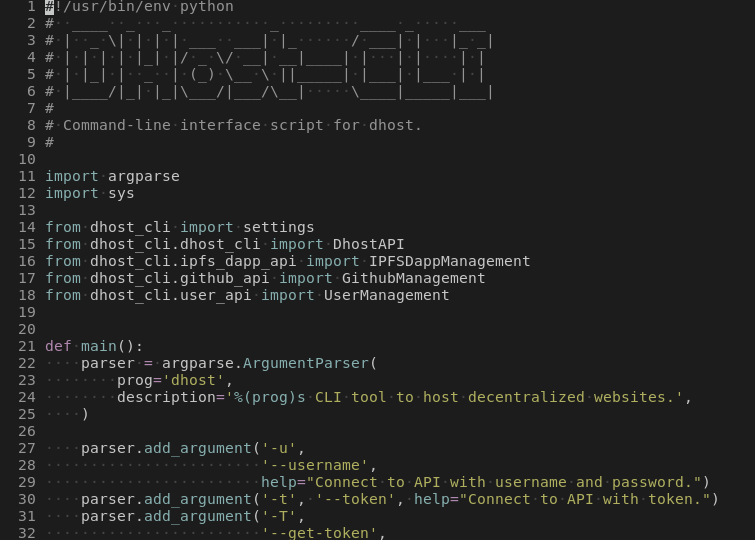 1 #!/usr/bin/env python
2 #  ____  _   _           _         ____ _     ___
3 # |  _ \| | | | ___  ___| |_      / ___| |   |_ _|
4 # | | | | |_| |/ _ \/ __| __|____| |   | |    | |
5 # | |_| |  _  | (_) \__ \ ||_____| |___| |___ | |
6 # |____/|_| |_|\___/|___/\__|     \____|_____|___|
7 #
8 # Command-line interface script for dhost.
9 #
10
11 import argparse
12 import sys
13
14 from dhost_cli import settings
15 from dhost_cli.dhost_cli import DhostAPI
16 from dhost_cli.ipfs_dapp_api import IPFSDappManagement
17 from dhost_cli.github_api import GithubManagement
18 from dhost_cli.user_api import UserManagement
19
20
21 def main():
22     parser = argparse.ArgumentParser(
23         prog='dhost',
24         description='%(prog)s CLI tool to host decentralized websites.',
25     )
26
27     parser.add_argument('-u',
28                         '--username',
29                         help="Connect to API with username and password.")
30     parser.add_argument('-t', '--token', help="Connect to API with token.")
31     parser.add_argument('-T',
32                         '--get-token',